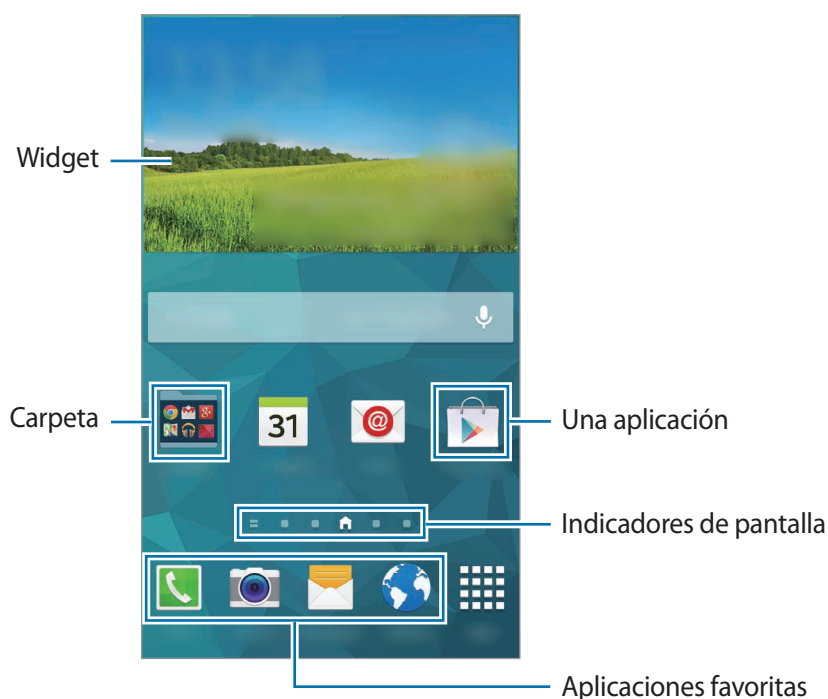 Widget
Carpeta
31
@
Una aplicación
Indicadores de pantalla
Aplicaciones favoritas